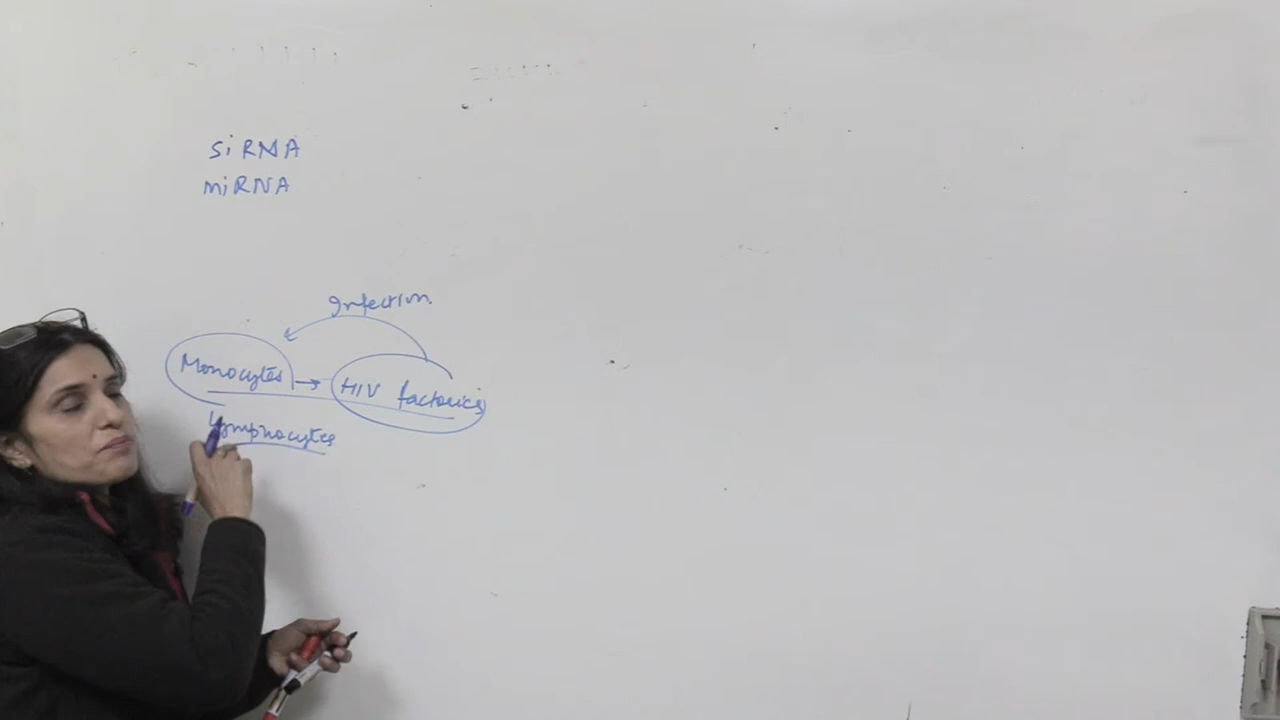 siRNA
miRNA
Infection.
Monocytes → HIV factories
Lymphocytes